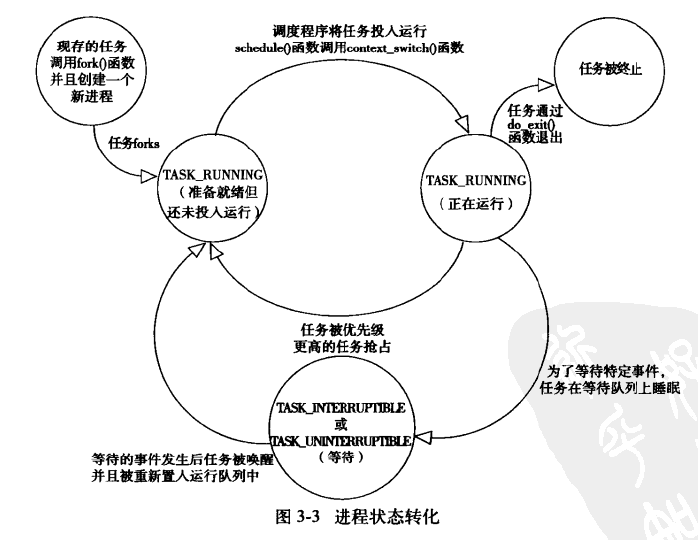 现存的任务
调用fork()函数
并且创建一个
新进程
调度程序将任务投入运行
schedule()函数调用context_switch()函数
任务被终止
任务forks
任务通过
do_exit()
函数退出
TASK_RUNNING
（准备就绪但
还未投入运行）
TASK_RUNNING
（正在运行）
任务被优先级
更高的任务抢占
为了等待特定事件，
任务在等待队列上睡眠
TASK_INTERRUPTIBLE
或
TASK_UNINTERRUPTIBLE
（等待）
等待的事件发生后任务被唤醒
并且被重新置入运行队列中
图 3-3 进程状态转化